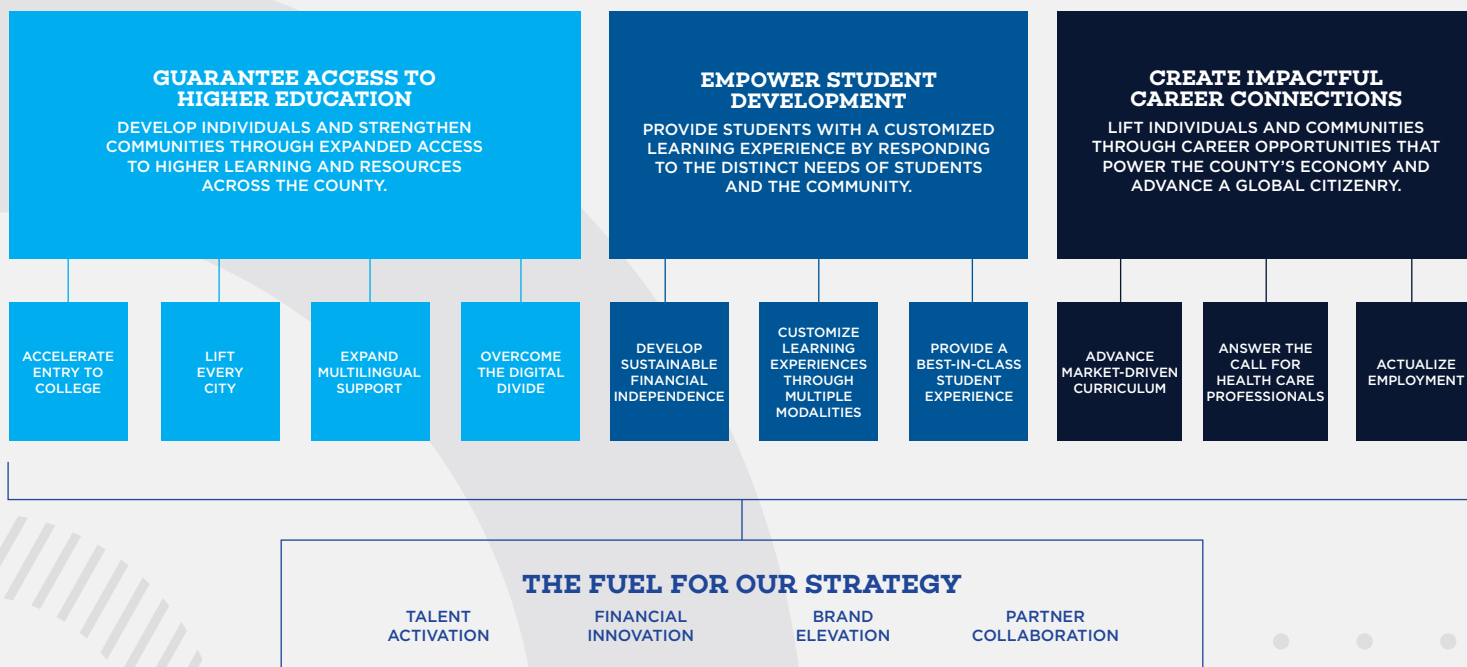 GUARANTEE ACCESS TO
HIGHER EDUCATION
DEVELOP INDIVIDUALS AND STRENGTHEN
COMMUNITIES THROUGH EXPANDED ACCESS
TO HIGHER LEARNING AND RESOURCES
ACROSS THE COUNTY.
EMPOWER STUDENT
DEVELOPMENT
PROVIDE STUDENTS WITH A CUSTOMIZED
LEARNING EXPERIENCE BY RESPONDING
TO THE DISTINCT NEEDS OF STUDENTS
AND THE COMMUNITY.
CREATE IMPACTFUL
CAREER CONNECTIONS
LIFT INDIVIDUALS AND COMMUNITIES
THROUGH CAREER OPPORTUNITIES THAT
POWER THE COUNTY'S ECONOMY AND
ADVANCE A GLOBAL CITIZENRY.
ACCELERATE
ENTRY TO
COLLEGE
LIFT
EVERY
CITY
EXPAND
MULTILINGUAL
SUPPORT
OVERCOME
THE DIGITAL
DIVIDE
DEVELOP
SUSTAINABLE
FINANCIAL
INDEPENDENCE
CUSTOMIZE
LEARNING
EXPERIENCES
THROUGH
MULTIPLE
MODALITIES
PROVIDE A
BEST-IN-CLASS
STUDENT
EXPERIENCE
ADVANCE
MARKET-DRIVEN
CURRICULUM
ANSWER THE
CALL FOR
HEALTH CARE
PROFESSIONALS
ACTUALIZE
EMPLOYMENT
THE FUEL FOR OUR STRATEGY
TALENT
ACTIVATION
FINANCIAL
INNOVATION
BRAND
ELEVATION
PARTNER
COLLABORATION